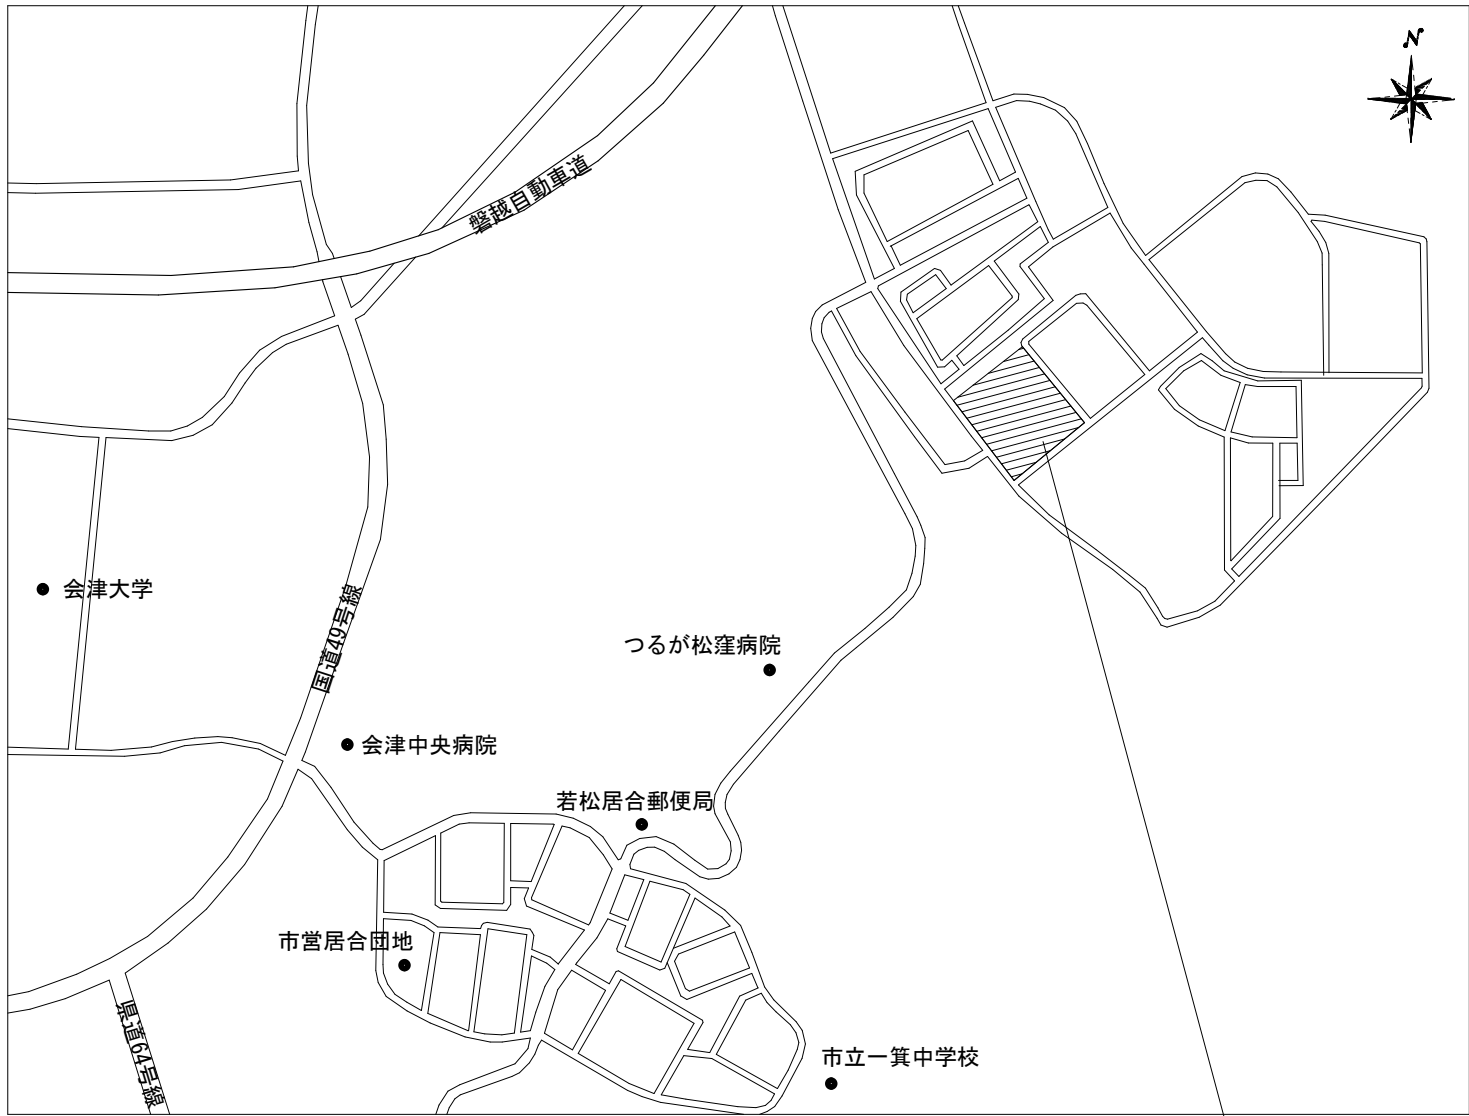 N
磐越自動車道
会津大学
国道49号線
つるが松窪病院
会津中央病院
若松居合郵便局
市営居合団地
県道64号線
市立一箕中学校